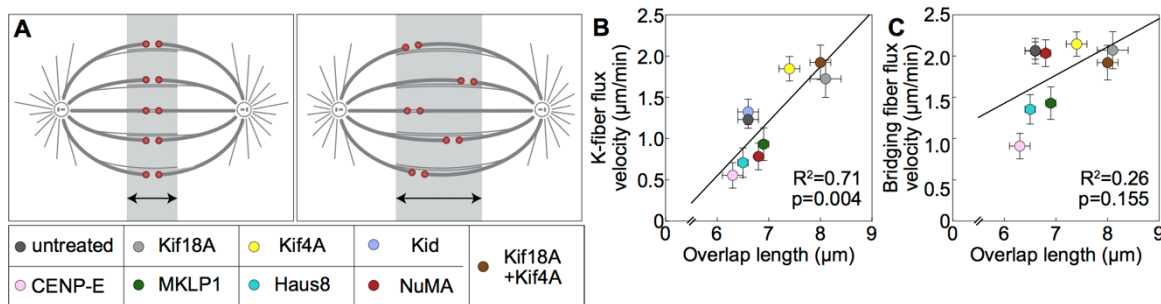 A
untreated
Kif18A
Kif4A
Kid
Kif18A
+Kif4A
CENP-E
MKLP1
Haus8
NuMA
B
K-fiber flux
velocity (µm/min)
2.5
2.0
1.5
1.0
0.5
0
5
6
7
8
9
Overlap length (µm)
R²=0.71
p=0.004
C
Bridging fiber flux
velocity (µm/min)
2.5
2.0
1.5
1.0
0.5
0
5
6
7
8
9
Overlap length (µm)
R²=0.26
p=0.155